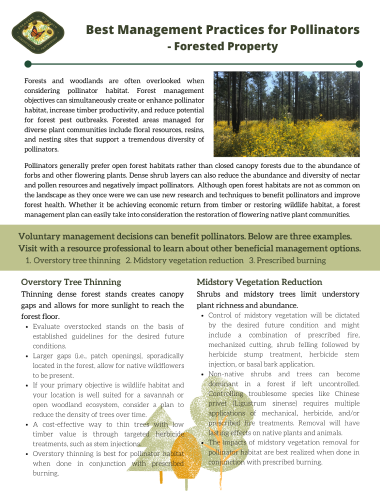 Best Management Practices for Pollinators
- Forested Property
Forests and woodlands are often overlooked when
considering pollinator habitat. Forest management
objectives can simultaneously create or enhance pollinator
habitat, increase timber productivity, and reduce potential
for forest pest outbreaks. Forested areas managed for
diverse plant communities include floral resources, resins,
and nesting sites that support a tremendous diversity of
pollinators.
Pollinators generally prefer open forest habitats rather than closed canopy forests due to the abundance of
forbs and other flowering plants. Dense shrub layers can also reduce the abundance and diversity of nectar
and pollen resources and negatively impact pollinators. Although open forest habitats are not as common on
the landscape as they once were we can use new research and techniques to benefit pollinators and improve
forest health. Whether it be achieving economic return from timber or restoring wildlife habitat, a forest
management plan can easily take into consideration the restoration of flowering native plant communities.
Voluntary management decisions can benefit pollinators. Below are three examples.
Visit with a resource professional to learn about other beneficial management options.
1. Overstory tree thinning 2. Midstory vegetation reduction 3. Prescribed burning
Overstory Tree Thinning
Thinning dense forest stands creates canopy
gaps and allows for more sunlight to reach the
forest floor.
• Evaluate overstocked stands on the basis of
established guidelines for the desired future
conditions.
• Larger gaps (i.e., patch openings), sporadically
located in the forest, allow for native wildflowers
to be present.
• If your primary objective is wildlife habitat and
your location is well suited for a savannah or
open woodland ecosystem, consider a plan to
reduce the density of trees over time.
• A cost-effective way to thin trees with low
timber value is through targeted herbicide
treatments, such as stem injections.
• Overstory thinning is best for pollinator habitat
when done in conjunction with prescribed
burning.
Midstory Vegetation Reduction
Shrubs and midstory trees limit understory
plant richness and abundance.
• Control of midstory vegetation will be dictated
by the desired future condition and might
include a combination of prescribed fire,
mechanized cutting, shrub felling followed by
herbicide stump treatment, herbicide stem
injection, or basal bark application.
• Non-native shrubs and trees can become
dominant in a forest if left uncontrolled.
Controlling troublesome species like Chinese
privet (Ligustrum sinense) requires multiple
applications of mechanical, herbicide, and/or
prescribed fire treatments. Removal will have
lasting effects on native plants and animals.
• The impacts of midstory vegetation removal for
pollinator habitat are best realized when done in
conjunction with prescribed burning.